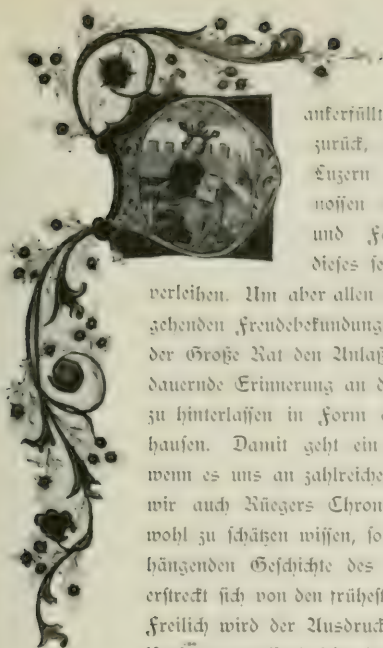 ankerfüllt
zurück,
Luzern
nossen
und Fe
dieses se
verleihen. Um aber allen
gehenden Freudebekundung
der Große Rat den Anlaß
dauernde Erinnerung an d
zu hinterlassen in Form
hausen. Damit geht ein
wenn es uns an zahlreiche
wir auch Rüegers Chron
wohl zu schätzen wissen, so
hängenden Geschichte des
erstreckt sich von den frühest
Freilich wird der Ausdruck